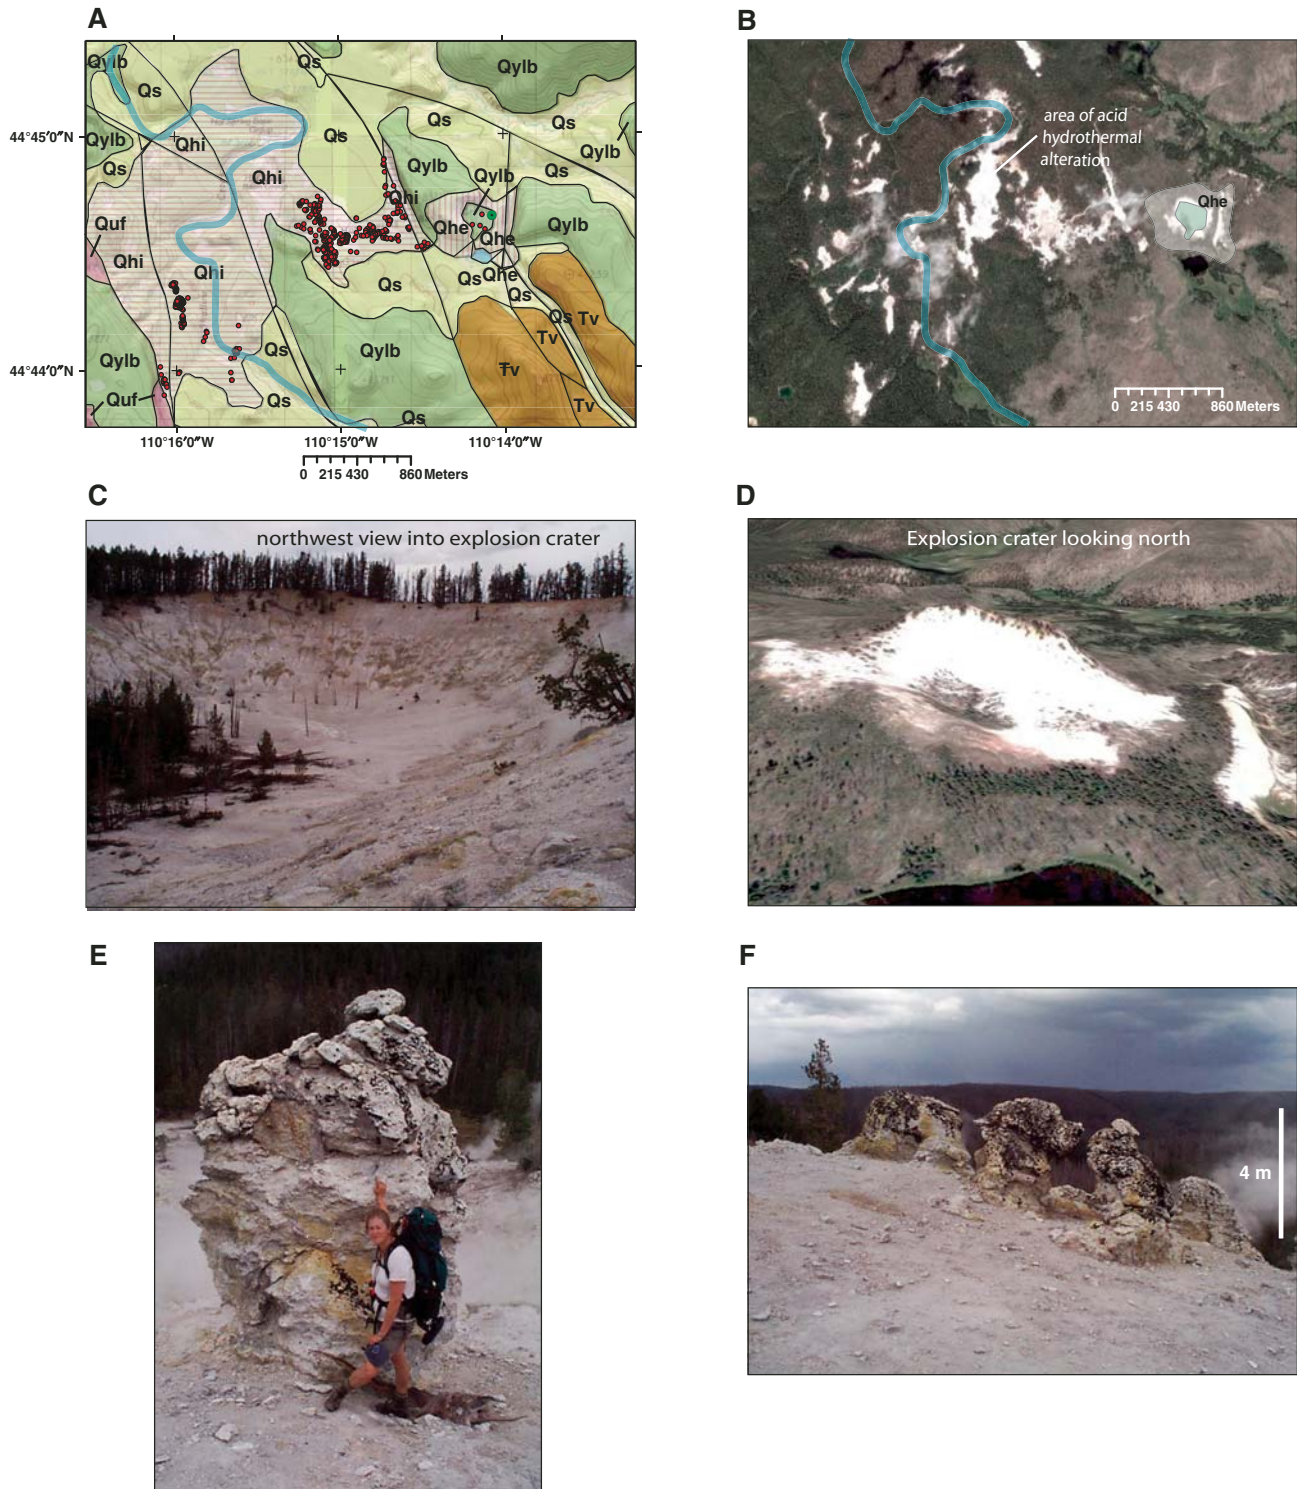 A
Qylb
Qs
Qs
Qylb
44°45′0″N
Qylb
Qhi
Qs
Qs
Qs
Qylb
Qs
Qhi
Qylb
Qylb
Qs
Quf
Qhi
Qhe
Qhe
Qylb
Qhi
Qhi
Qs
Qs
Qhe
Qs
Qs
Tv
Tv
44°44′0″N
Qylb
Qs
Qylb
Tv
Quf
Qs
Qs
Tv
110°16′0″W
110°15′0″W
110°14′0″W
0 215 430 860 Meters
B
area of acid
hydrothermal
alteration
Qhe
0 215 430 860 Meters
C
northwest view into explosion crater
D
Explosion crater looking north
E
F
4 m